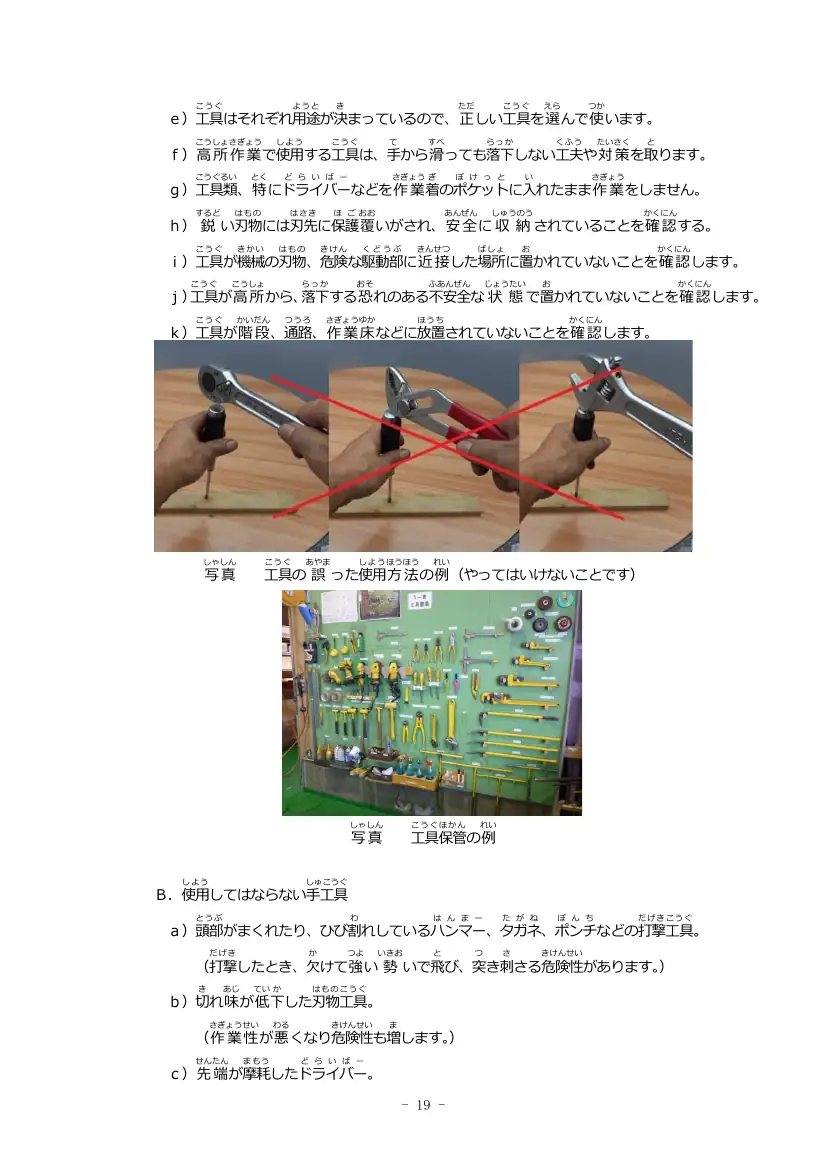 e）工具はそれぞれ用途が決まっているので、正しい工具を選んで使います。
f）高所作業で使用する工具は、手から滑っても落下しない工夫や対策を取ります。
g）工具類、特にドライバーなどを作業着のポケットに入れたまま作業をしません。
h）鋭い刃物には刃先に保護覆いがされ、安全に収納されていることを確認する。
i）工具が機械の刃物、危険な駆動部に近接した場所に置かれていないことを確認します。
j）工具が高所から、落下する恐れのある不安全な状態で置かれていないことを確認します。
k）工具が階段、通路、作業床などに放置されていないことを確認します。
写真　工具の誤った使用方法の例（やってはいけないことです）
写真　工具保管の例
B．使用してはならない手工具
a）頭部がまくれたり、ひび割れしているハンマー、タガネ、ポンチなどの打撃工具。
（打撃したとき、欠けて強い勢いで飛び、突き刺さる危険性があります。）
b）切れ味が低下した刃物工具。
（作業性が悪くなり危険性も増します。）
c）先端が摩耗したドライバー。
- 19 -